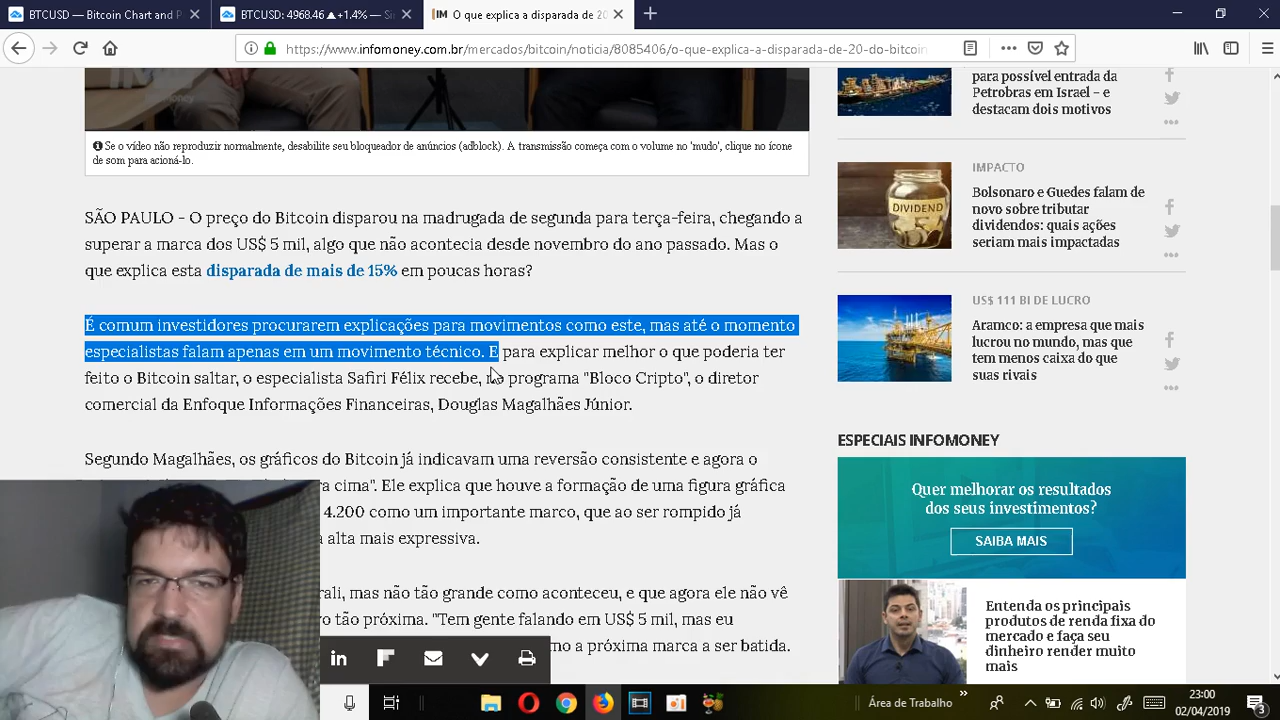 BTCUSD — Bitcoin Chart and P
BTCUSD: 4968.46 ▲+1.4% — Si
IM O que explica a disparada de 20
https://www.infomoney.com.br/mercados/bitcoin/noticia/8085406/o-que-explica-a-disparada-de-20-do-bitcoin
Se o vídeo não reproduzir normalmente, desabilite seu bloqueador de anúncios (adblock). A transmissão começa com o volume no 'mudo', clique no ícone
de som para acioná-lo.
SÃO PAULO - O preço do Bitcoin disparou na madrugada de segunda para terça-feira, chegando a
superar a marca dos US$ 5 mil, algo que não acontecia desde novembro do ano passado. Mas o
que explica esta disparada de mais de 15% em poucas horas?
É comum investidores procurarem explicações para movimentos como este, mas até o momento
especialistas falam apenas em um movimento técnico. E para explicar melhor o que poderia ter
feito o Bitcoin saltar, o especialista Safiri Félix recebe, no programa "Bloco Cripto", o diretor
comercial da Enfoque Informações Financeiras, Douglas Magalhães Júnior.
Segundo Magalhães, os gráficos do Bitcoin já indicavam uma reversão consistente e agora o
ra cima". Ele explica que houve a formação de uma figura gráfica
4.200 como um importante marco, que ao ser rompido já
alta mais expressiva.
rali, mas não tão grande como aconteceu, e que agora ele não vê
o tão próxima. "Tem gente falando em US$ 5 mil, mas eu
mo a próxima marca a ser batida.
para possível entrada da
Petrobras em Israel – e
destacam dois motivos
IMPACTO
Bolsonaro e Guedes falam de
novo sobre tributar
dividendos: quais ações
seriam mais impactadas
DIVIDEND
US$ 111 BI DE LUCRO
Aramco: a empresa que mais
lucrou no mundo, mas que
tem menos caixa do que
suas rivais
ESPECIAIS INFOMONEY
Quer melhorar os resultados
dos seus investimentos?
SAIBA MAIS
Entenda os principais
produtos de renda fixa do
mercado e faça seu
dinheiro render muito
mais
Área de Trabalho
23:00
02/04/2019
3